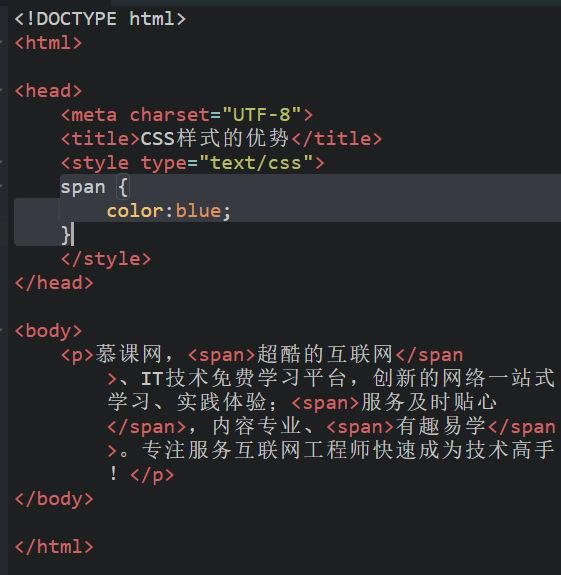 <!DOCTYPE html>
<html>
<head>
<meta charset="UTF-8">
<title>CSS样式的优势</title>
<style type="text/css">
span {
color:blue;
}
</style>
</head>
<body>
<p>慕课网，<span>超酷的互联网</span
>、IT技术免费学习平台，创新的网络一站式
学习、实践体验；<span>服务及时贴心
</span>，内容专业、<span>有趣易学</span
>。专注服务互联网工程师快速成为技术高手
！</p>
</body>
</html>